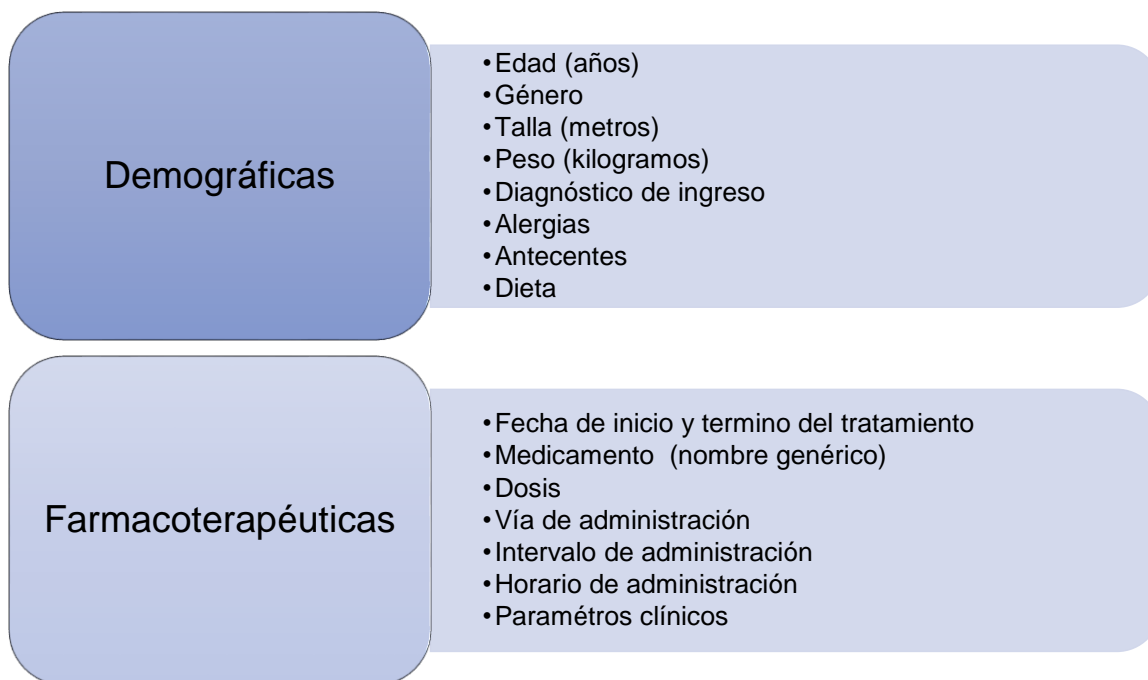 Demográficas
•Edad (años)
•Género
•Talla (metros)
•Peso (kilogramos)
•Diagnóstico de ingreso
•Alergias
•Antecentes
•Dieta
Farmacoterapéuticas
•Fecha de inicio y termino del tratamiento
•Medicamento (nombre genérico)
•Dosis
•Vía de administración
•Intervalo de administración
•Horario de administración
•Paramétros clínicos